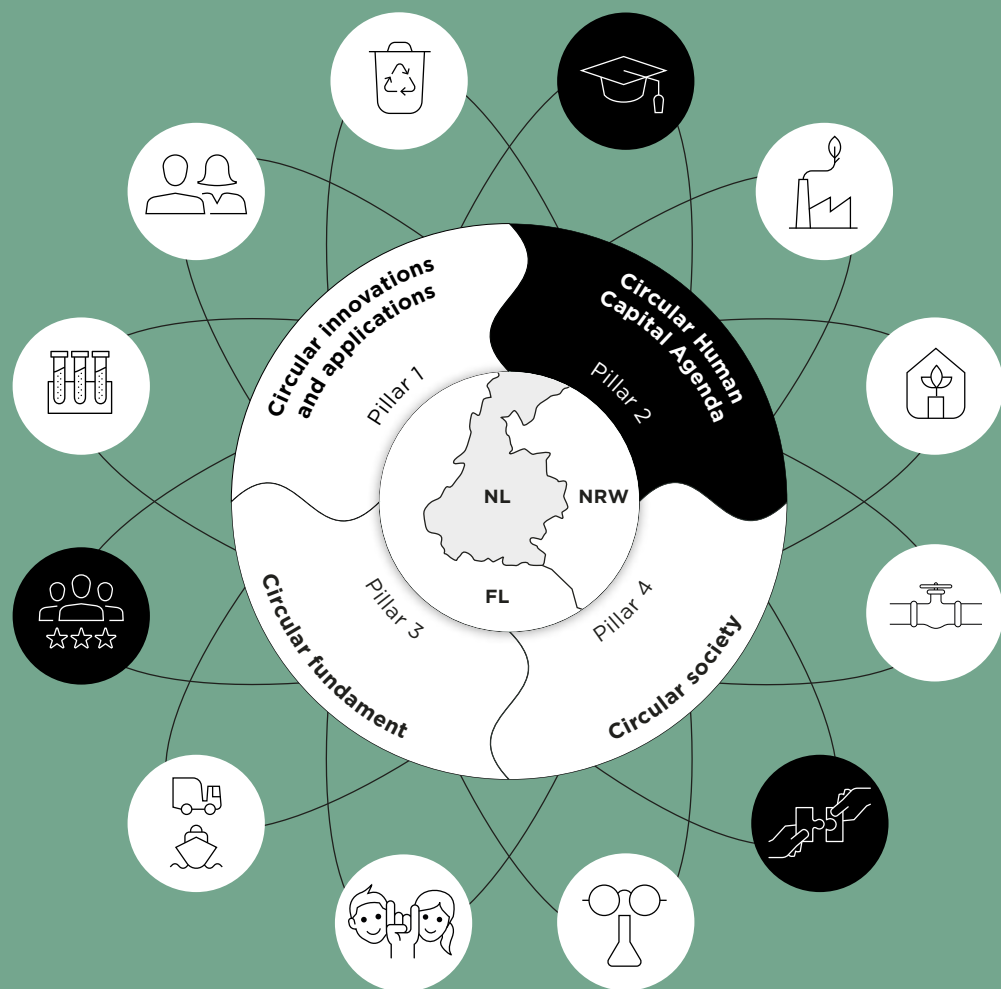 Circular innovations
and applications
Pillar 1
Circular Human
Capital Agenda
Pillar 2
NL
NRW
FL
Pillar 3
Circular fundament
Pillar 4
Circular society